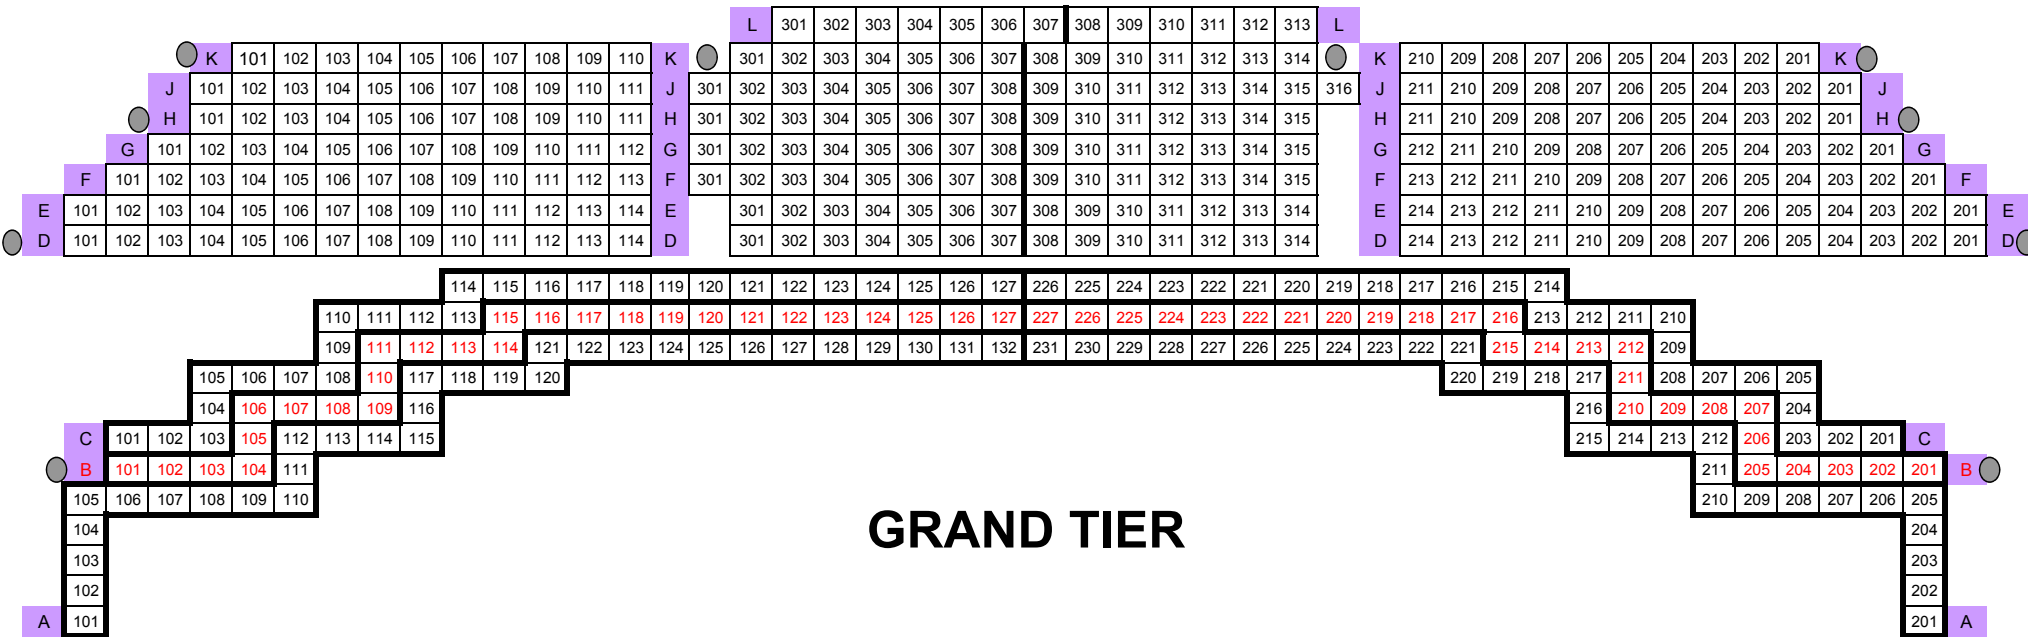 L 301 302 303 304 305 306 307 308 309 310 311 312 313 L
K 101 102 103 104 105 106 107 108 109 110 K 301 302 303 304 305 306 307 308 309 310 311 312 313 314 K 210 209 208 207 206 205 204 203 202 201 K
J 101 102 103 104 105 106 107 108 109 110 111 J 301 302 303 304 305 306 307 308 309 310 311 312 313 314 315 316 J 211 210 209 208 207 206 205 204 203 202 201 J
H 101 102 103 104 105 106 107 108 109 110 111 H 301 302 303 304 305 306 307 308 309 310 311 312 313 314 315 H 211 210 209 208 207 206 205 204 203 202 201 H
G 101 102 103 104 105 106 107 108 109 110 111 112 G 301 302 303 304 305 306 307 308 309 310 311 312 313 314 315 G 212 211 210 209 208 207 206 205 204 203 202 201 G
F 101 102 103 104 105 106 107 108 109 110 111 112 113 F 301 302 303 304 305 306 307 308 309 310 311 312 313 314 315 F 213 212 211 210 209 208 207 206 205 204 203 202 201 F
E 101 102 103 104 105 106 107 108 109 110 111 112 113 114 E 301 302 303 304 305 306 307 308 309 310 311 312 313 314 E 214 213 212 211 210 209 208 207 206 205 204 203 202 201 E
D 101 102 103 104 105 106 107 108 109 110 111 112 113 114 D 301 302 303 304 305 306 307 308 309 310 311 312 313 314 D 214 213 212 211 210 209 208 207 206 205 204 203 202 201 D
114 115 116 117 118 119 120 121 122 123 124 125 126 127 226 225 224 223 222 221 220 219 218 217 216 215 214
110 111 112 113 115 116 117 118 119 120 121 122 123 124 125 126 127 227 226 225 224 223 222 221 220 219 218 217 216 213 212 211 210
109 111 112 113 114 121 122 123 124 125 126 127 128 129 130 131 132 231 230 229 228 227 226 225 224 223 222 221 215 214 213 212 209
105 106 107 108 110 117 118 119 120 220 219 218 217 211 208 207 206 205
104 106 107 108 109 116 216 210 209 208 207 204
C 101 102 103 105 112 113 114 115 215 214 213 212 206 203 202 201 C
B 101 102 103 104 111 211 205 204 203 202 201 B
105 106 107 108 109 110 210 209 208 207 206 205
GRAND TIER
104 204
103 203
102 202
A 101 201 A